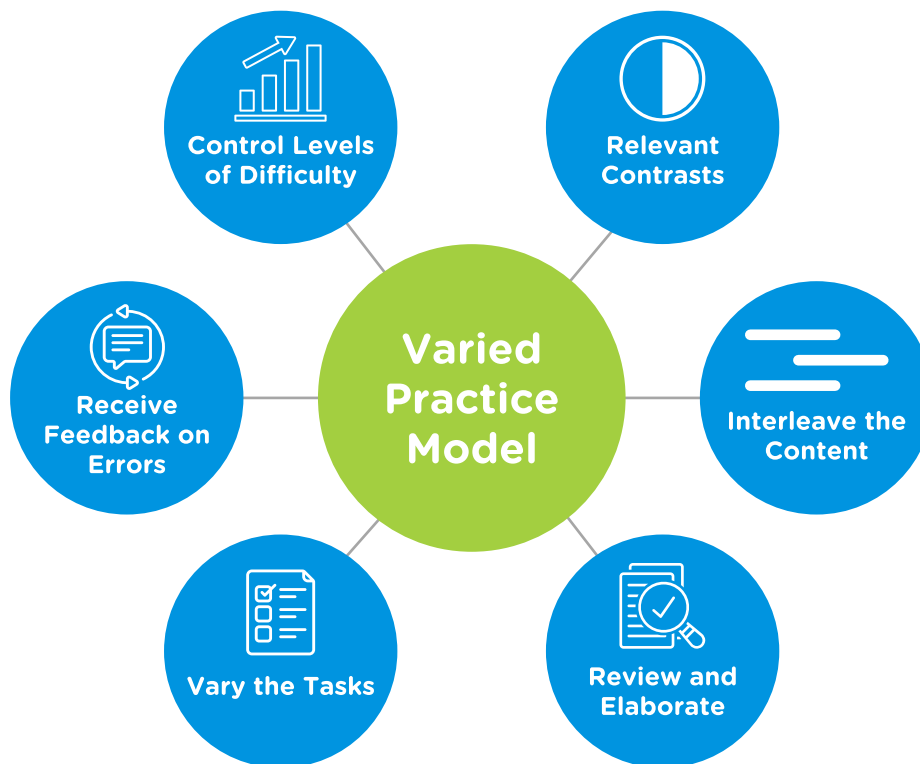 Control Levels
of Difficulty
Relevant
Contrasts
Varied
Practice
Model
Receive
Feedback on
Errors
Interleave the
Content
Vary the Tasks
Review and
Elaborate